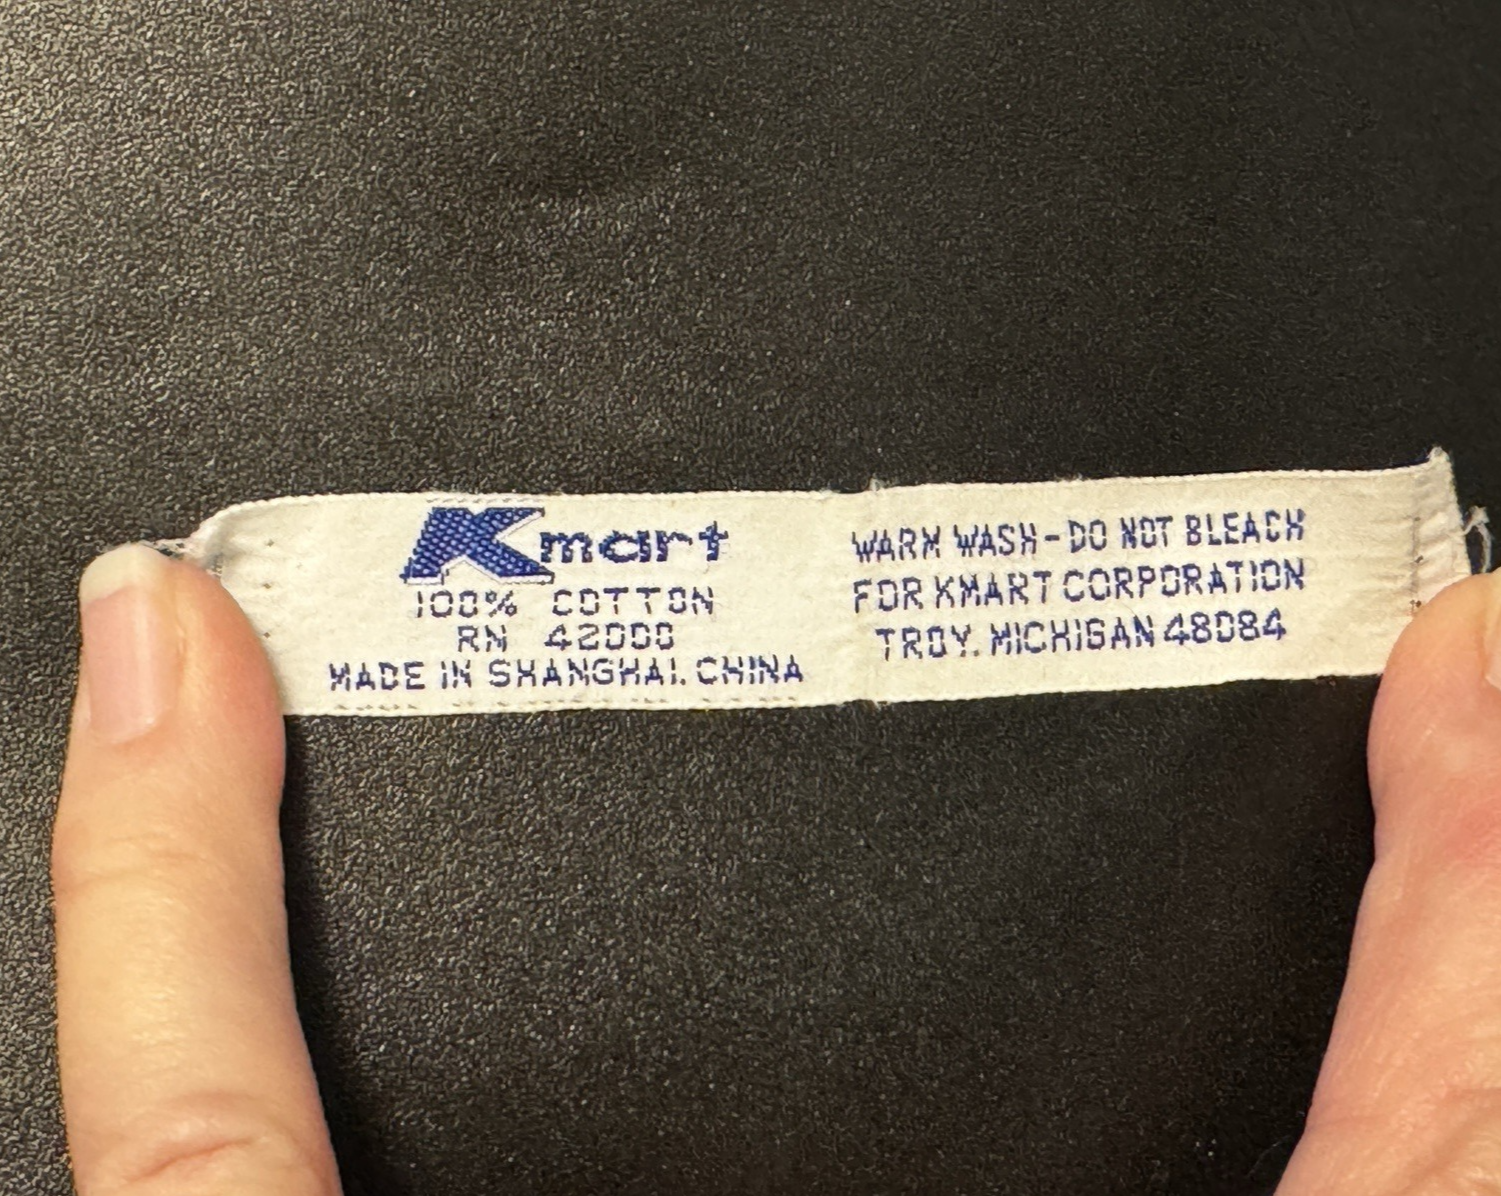 Kmart
100% COTTON
RN 42000
MADE IN SHANGHAI, CHINA
WARM WASH-DO NOT BLEACH
FOR KMART CORPORATION
TROY, MICHIGAN 48084